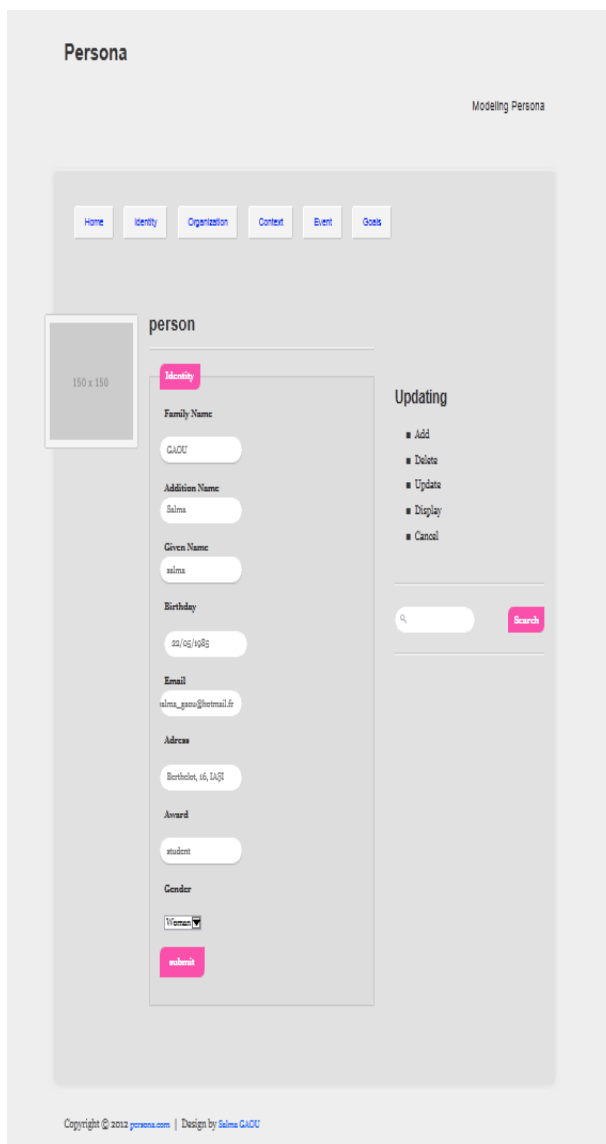 Persona
Modeling Persona
Home Identity Organization Context Event Goals
person
150 x 150
Identity
Family Name
GAOU
Addition Name
Salma
Given Name
salma
Birthday
22/05/1985
Email
salma_gaou@hotmail.fr
Adress
Berthelot, 16, IASI
Award
student
Gender
Woman
submit
Updating
Add
Delete
Update
Display
Cancel
Search
Copyright © 2012 persona.com | Design by Salma GAOU